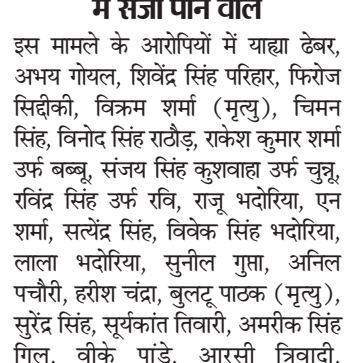 में सजा पाने वाले
इस मामले के आरोपियों में याह्या ढेबर,
अभय गोयल, शिवेंद्र सिंह परिहार, फिरोज
सिद्दीकी, विक्रम शर्मा (मृत्यु), चिमन
सिंह, विनोद सिंह राठौड़, राकेश कुमार शर्मा
उर्फ बब्बू, संजय सिंह कुशवाहा उर्फ चुन्नू,
रविंद्र सिंह उर्फ रवि, राजू भदोरिया, एन
शर्मा, सत्येंद्र सिंह, विवेक सिंह भदोरिया,
लाला भदोरिया, सुनील गुप्ता, अनिल
पचौरी, हरीश चंद्रा, बुलटू पाठक (मृत्यु),
सुरेंद्र सिंह, सूर्यकांत तिवारी, अमरीक सिंह
गिल, वीके पांडे, आरसी त्रिवादी,